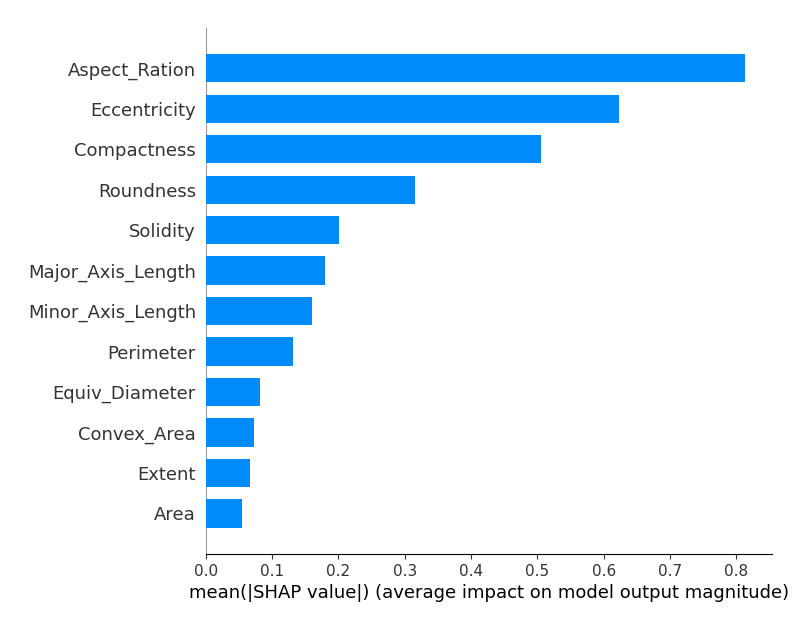 Aspect_Ration
Eccentricity
Compactness
Roundness
Solidity
Major_Axis_Length
Minor_Axis_Length
Perimeter
Equiv_Diameter
Convex_Area
Extent
Area
0.0 0.1 0.2 0.3 0.4 0.5 0.6 0.7 0.8
mean(|SHAP value|) (average impact on model output magnitude)